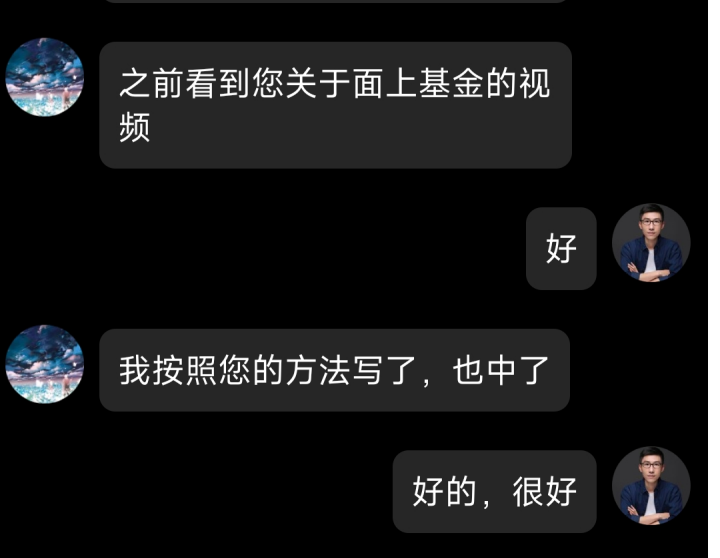 之前看到您关于面上基金的视
频
好
我按照您的方法写了，也中了
好的，很好